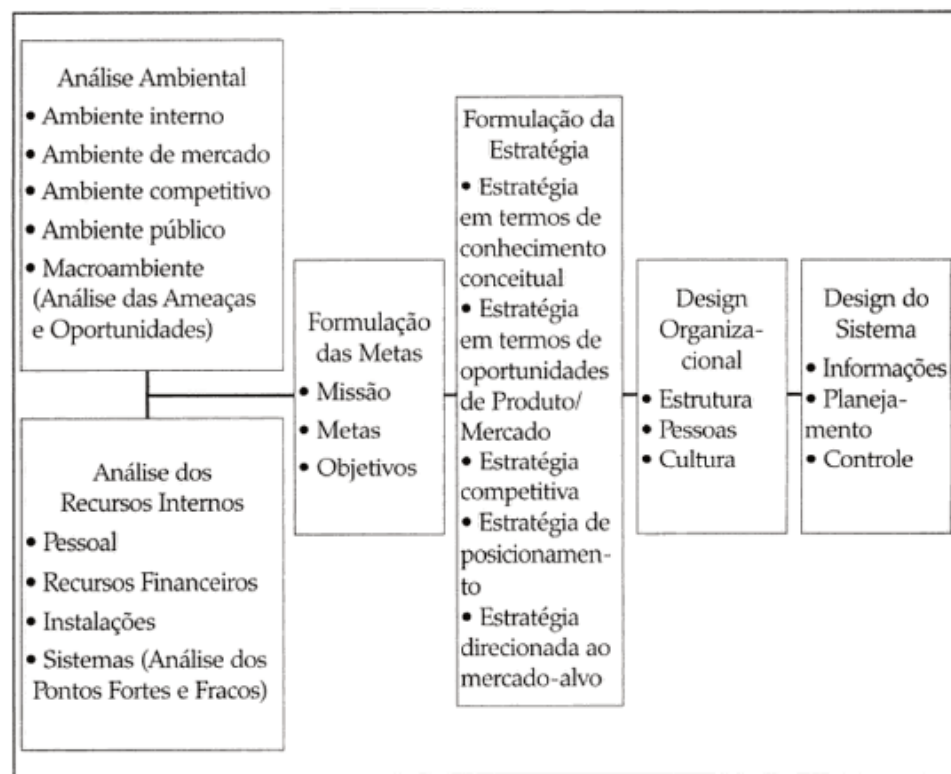 Análise Ambiental
• Ambiente interno
• Ambiente de mercado
• Ambiente competitivo
• Ambiente público
• Macroambiente
(Análise das Ameaças
e Oportunidades)
Análise dos
Recursos Internos
• Pessoal
• Recursos Financeiros
• Instalações
• Sistemas (Análise dos
Pontos Fortes e Fracos)
Formulação
das Metas
• Missão
• Metas
• Objetivos
Formulação da
Estratégia
• Estratégia
em termos de
conhecimento
conceitual
• Estratégia
em termos de
oportunidades
de Produto/
Mercado
• Estratégia
competitiva
• Estratégia de
posicionamen-
to
• Estratégia
direcionada ao
mercado-alvo
Design
Organiza-
cional
• Estrutura
• Pessoas
• Cultura
Design do
Sistema
• Informações
• Planeja-
mento
• Controle